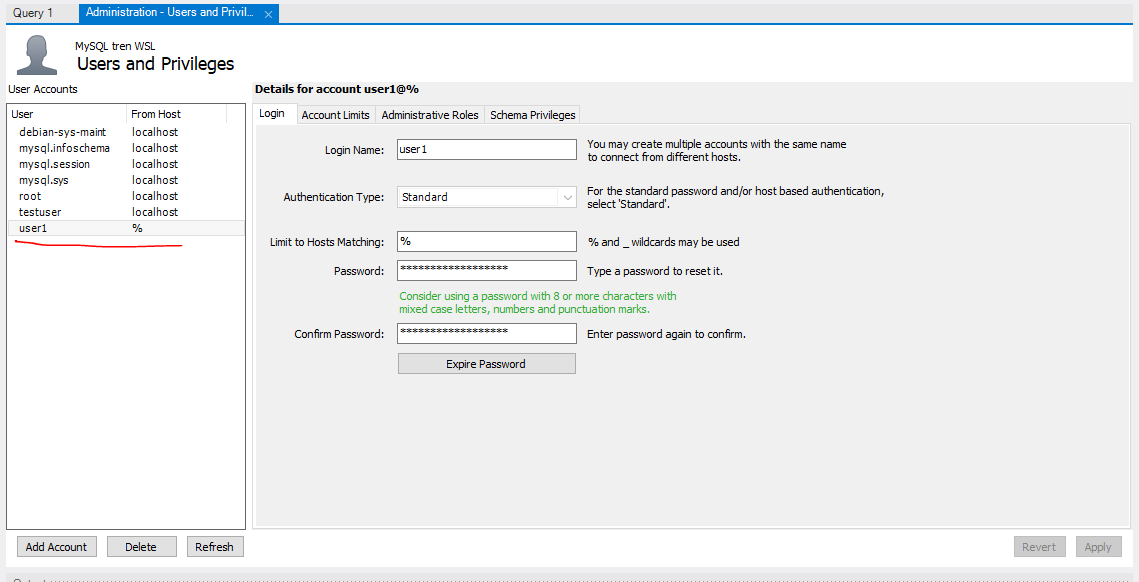 Query 1
Administration - Users and Privil...
MySQL tren WSL
Users and Privileges
User Accounts
User From Host
debian-sys-maint localhost
mysql.infoschema localhost
mysql.session localhost
mysql.sys localhost
root localhost
testuser localhost
user1 %
Add Account Delete Refresh
Details for account user1@%
Login Account Limits Administrative Roles Schema Privileges
Login Name: user1 You may create multiple accounts with the same name
to connect from different hosts.
Authentication Type: Standard For the standard password and/or host based authentication,
select 'Standard'.
Limit to Hosts Matching: % % and _ wildcards may be used
Password: ****************** Type a password to reset it.
Consider using a password with 8 or more characters with
mixed case letters, numbers and punctuation marks.
Confirm Password: ****************** Enter password again to confirm.
Expire Password
Revert Apply